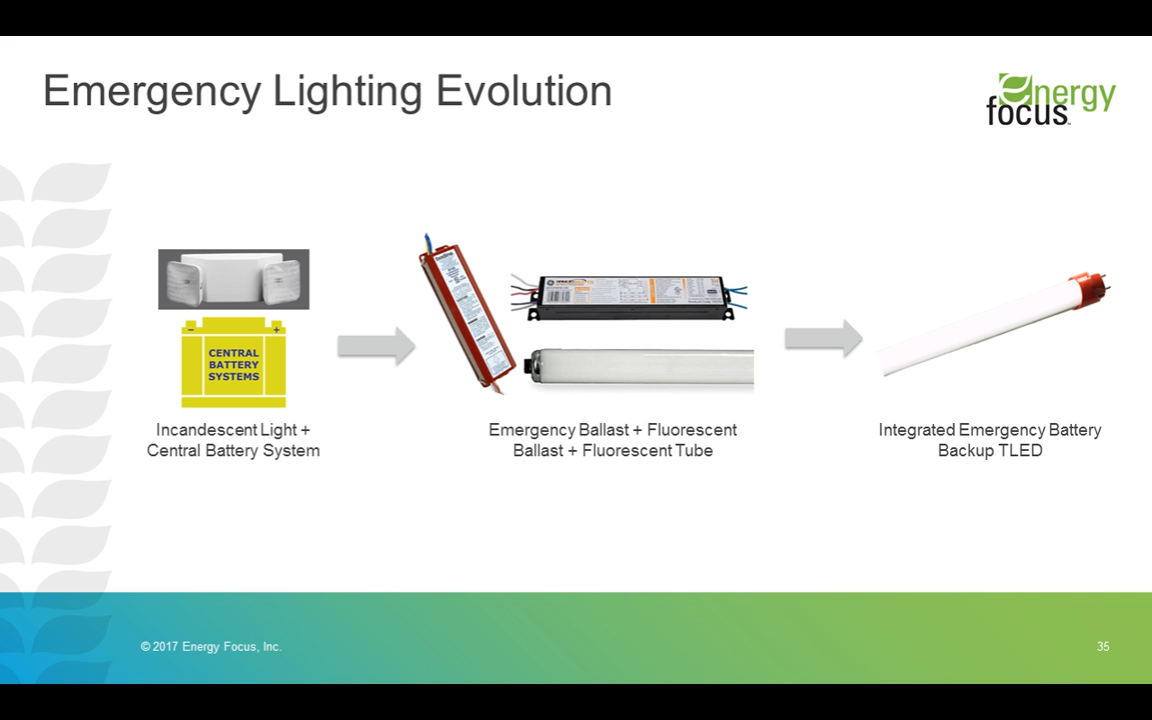 Emergency Lighting Evolution
Energy
focus
CENTRAL
BATTERY
SYSTEMS
Incandescent Light +
Central Battery System
Emergency Ballast + Fluorescent
Ballast + Fluorescent Tube
Integrated Emergency Battery
Backup TLED
© 2017 Energy Focus, Inc.
35